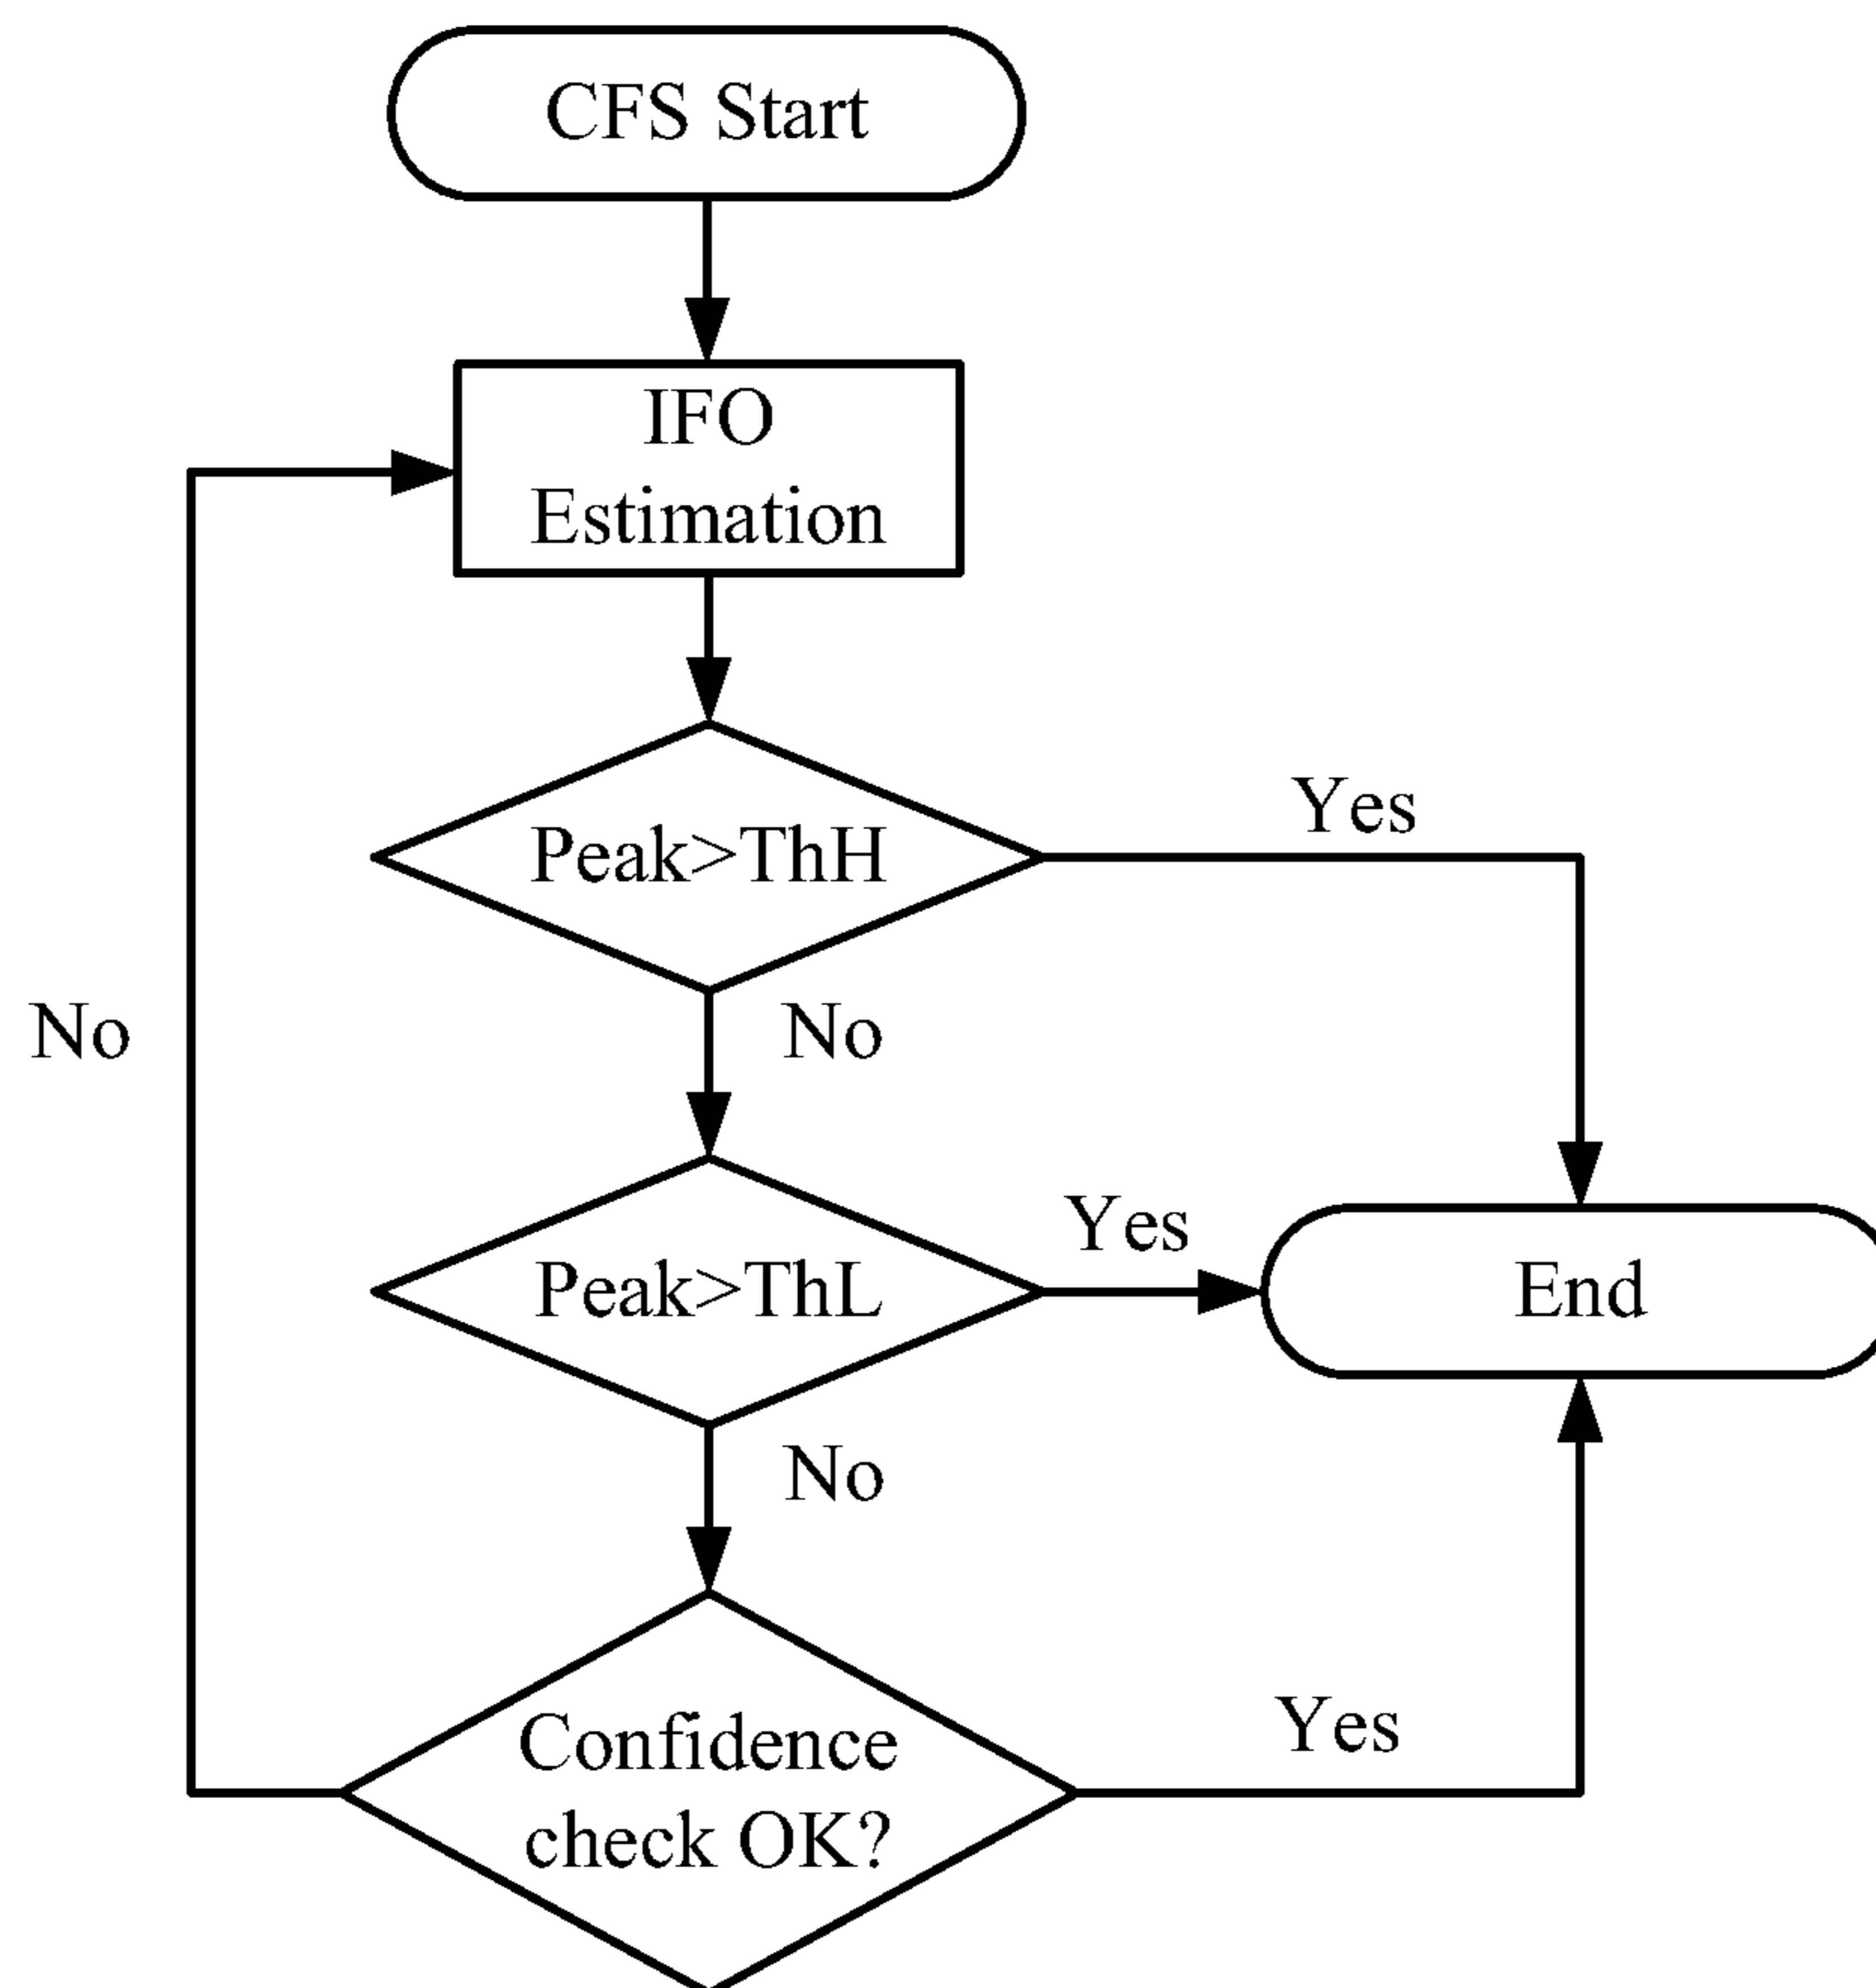 CFS Start
IFO
Estimation
Peak>ThH
Yes
No
No
Peak>ThL
Yes
End
No
Confidence
check OK?
Yes